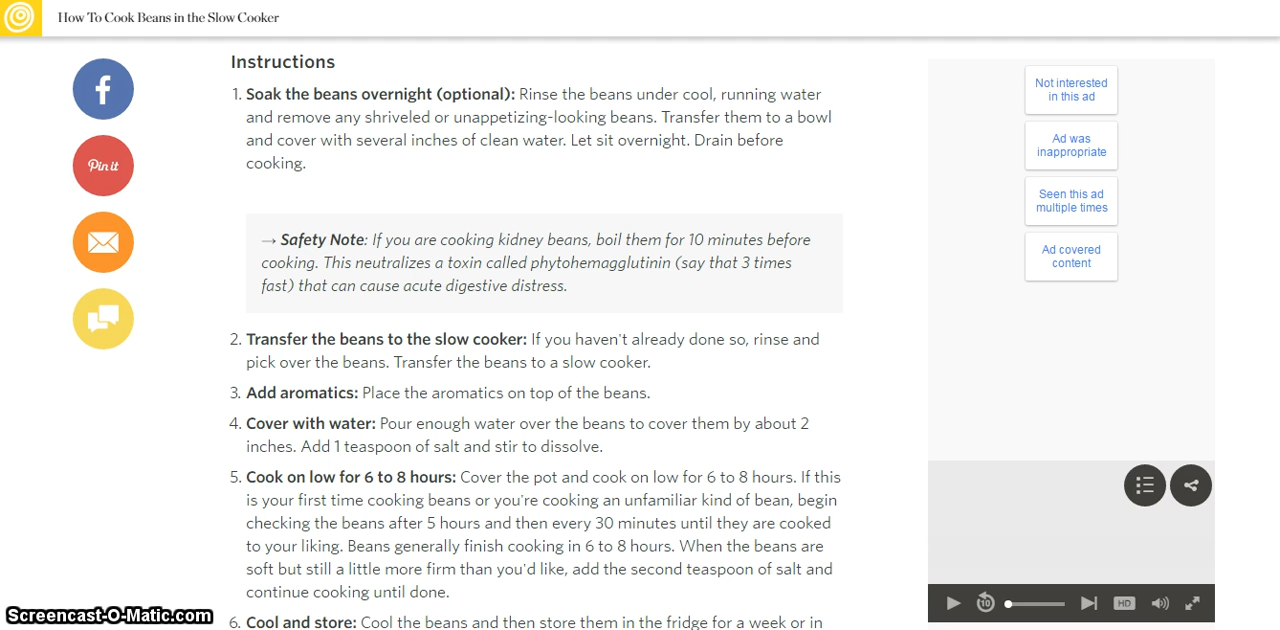 How To Cook Beans in the Slow Cooker
Instructions
1. Soak the beans overnight (optional): Rinse the beans under cool, running water
and remove any shriveled or unappetizing-looking beans. Transfer them to a bowl
and cover with several inches of clean water. Let sit overnight. Drain before
cooking.
→ Safety Note: If you are cooking kidney beans, boil them for 10 minutes before
cooking. This neutralizes a toxin called phytohemagglutinin (say that 3 times
fast) that can cause acute digestive distress.
2. Transfer the beans to the slow cooker: If you haven't already done so, rinse and
pick over the beans. Transfer the beans to a slow cooker.
3. Add aromatics: Place the aromatics on top of the beans.
4. Cover with water: Pour enough water over the beans to cover them by about 2
inches. Add 1 teaspoon of salt and stir to dissolve.
5. Cook on low for 6 to 8 hours: Cover the pot and cook on low for 6 to 8 hours. If this
is your first time cooking beans or you're cooking an unfamiliar kind of bean, begin
checking the beans after 5 hours and then every 30 minutes until they are cooked
to your liking. Beans generally finish cooking in 6 to 8 hours. When the beans are
soft but still a little more firm than you'd like, add the second teaspoon of salt and
continue cooking until done.
6. Cool and store: Cool the beans and then store them in the fridge for a week or in
f
Pin it
Not interested
in this ad
Ad was
inappropriate
Seen this ad
multiple times
Ad covered
content
10
HD
Screencast-O-Matic.com